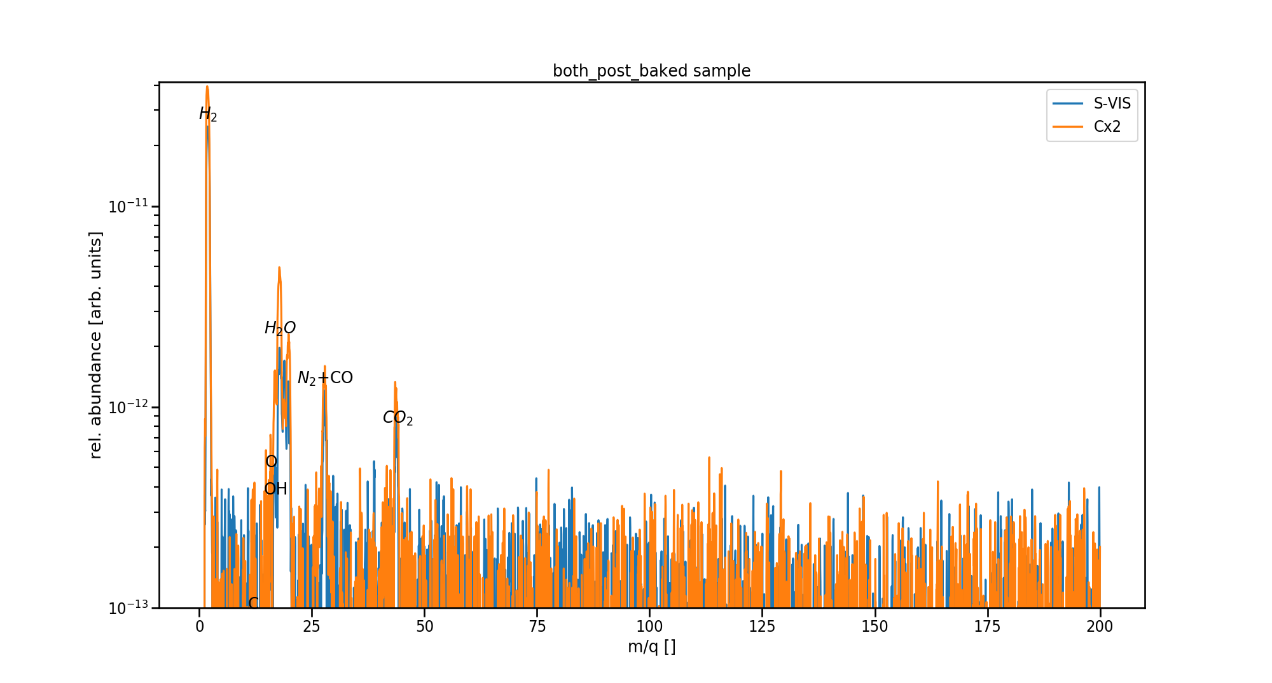 both_post_baked sample
S-VIS
Cx2
H₂
H₂O
N₂+CO
CO₂
O
OH
C
10⁻¹¹
10⁻¹²
10⁻¹³
rel. abundance [arb. units]
0 25 50 75 100 125 150 175 200
m/q []